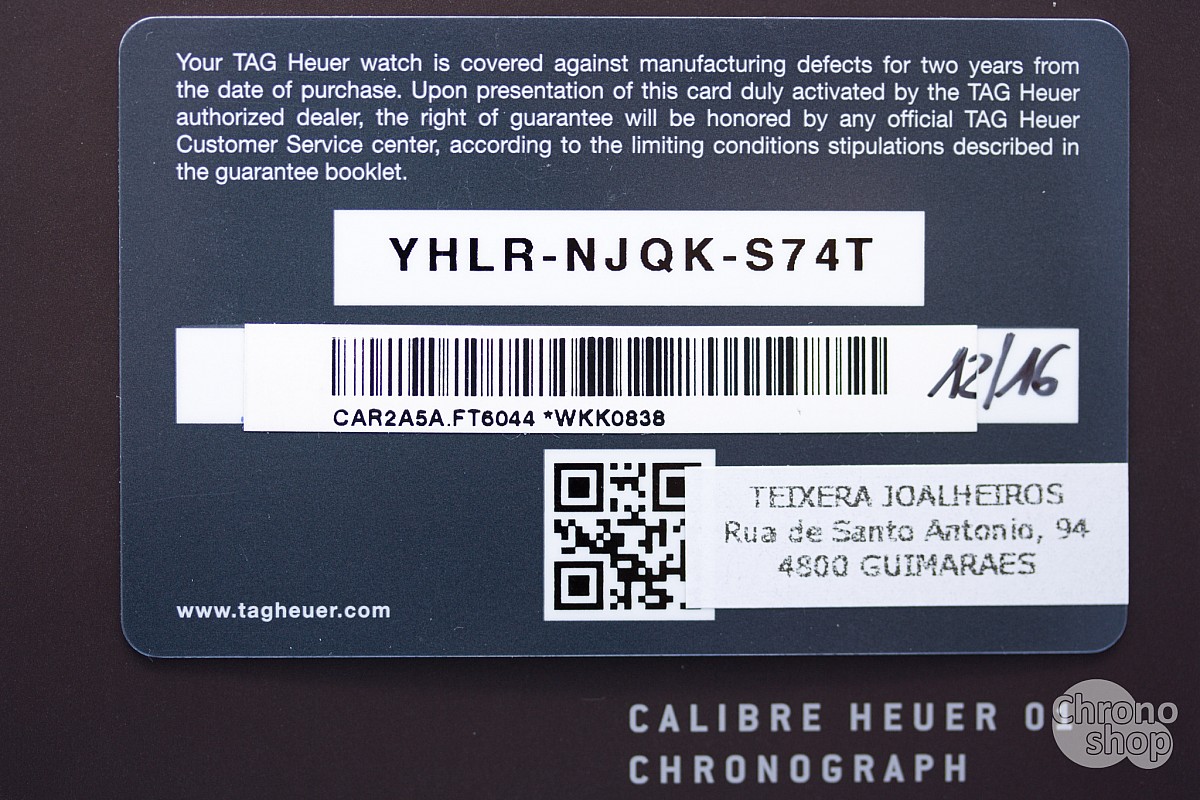 Your TAG Heuer watch is covered against manufacturing defects for two years from
the date of purchase. Upon presentation of this card duly activated by the TAG Heuer
authorized dealer, the right of guarantee will be honored by any official TAG Heuer
Customer Service center, according to the limiting conditions stipulations described in
the guarantee booklet.
YHLR-NJQK-S74T
12/16
CAR2A5A.FT6044 *WKK0838
TEIXERA JOALHEIROS
Rua de Santo Antonio, 94
4800 GUIMARAES
www.tagheuer.com
CALIBRE HEUER 01
CHRONOGRAPH
Chrono
shop